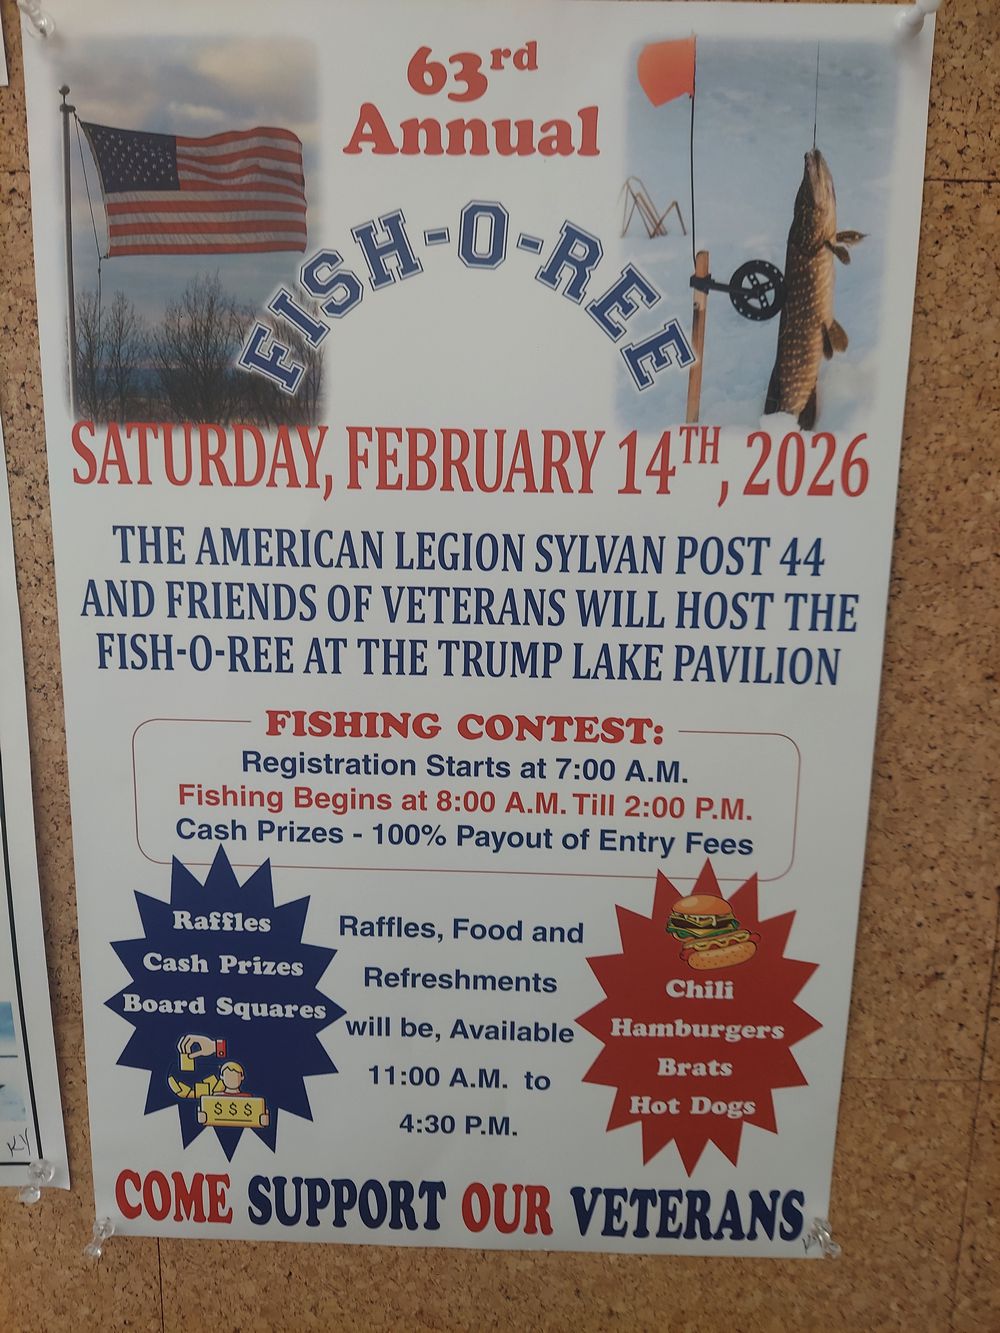 63rd
Annual
FISH-O-REE
SATURDAY, FEBRUARY 14TH, 2026
THE AMERICAN LEGION SYLVAN POST 44
AND FRIENDS OF VETERANS WILL HOST THE
FISH-O-REE AT THE TRUMP LAKE PAVILION
FISHING CONTEST:
Registration Starts at 7:00 A.M.
Fishing Begins at 8:00 A.M. Till 2:00 P.M.
Cash Prizes - 100% Payout of Entry Fees
Raffles
Cash Prizes
Board Squares
$ $ $
Raffles, Food and
Refreshments
will be, Available
11:00 A.M. to
4:30 P.M.
Chili
Hamburgers
Brats
Hot Dogs
COME SUPPORT OUR VETERANS
KV